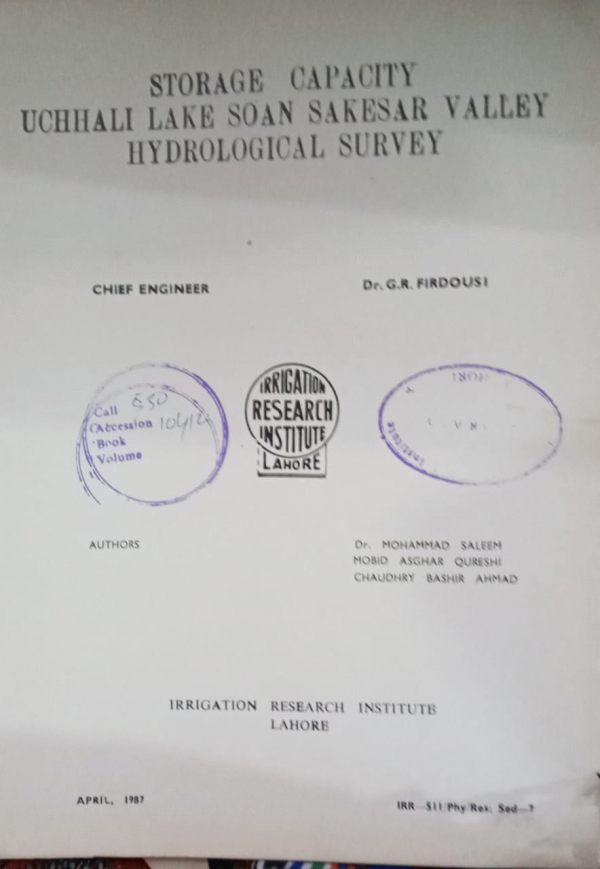 STORAGE CAPACITY
UCHHALI LAKE SOAN SAKESAR VALLEY
HYDROLOGICAL SURVEY
CHIEF ENGINEER
Dr. G.R. FIRDOUSI
Call 650
Accession
Book
Volume
IRRIGATION
RESEARCH
INSTITUTE
LAHORE
Institute
AUTHORS
Dr. MOHAMMAD SALEEM
MOBID ASGHAR QURESHI
CHAUDHRY BASHIR AHMAD
IRRIGATION RESEARCH INSTITUTE
LAHORE
APRIL, 1987
IRR—511/Phy/Res. Sed—7